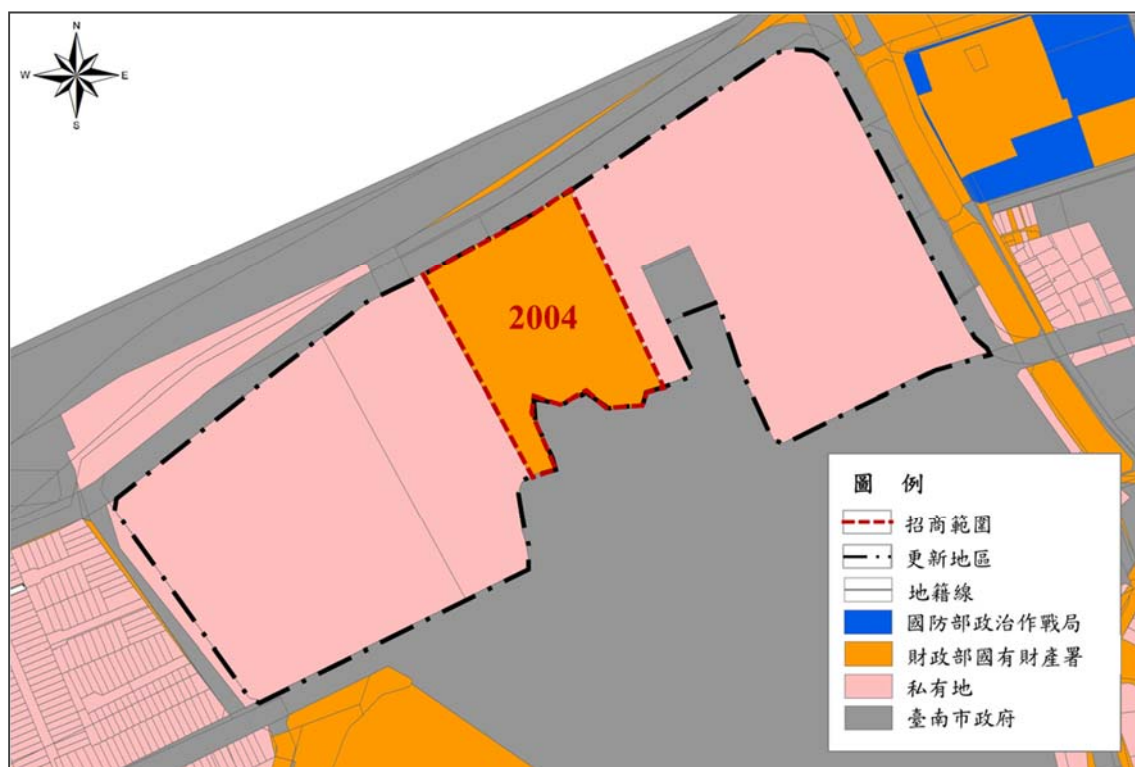 N
W E
S
2004
圖 例
招商範圍
更新地區
地籍線
國防部政治作戰局
財政部國有財產署
私有地
臺南市政府